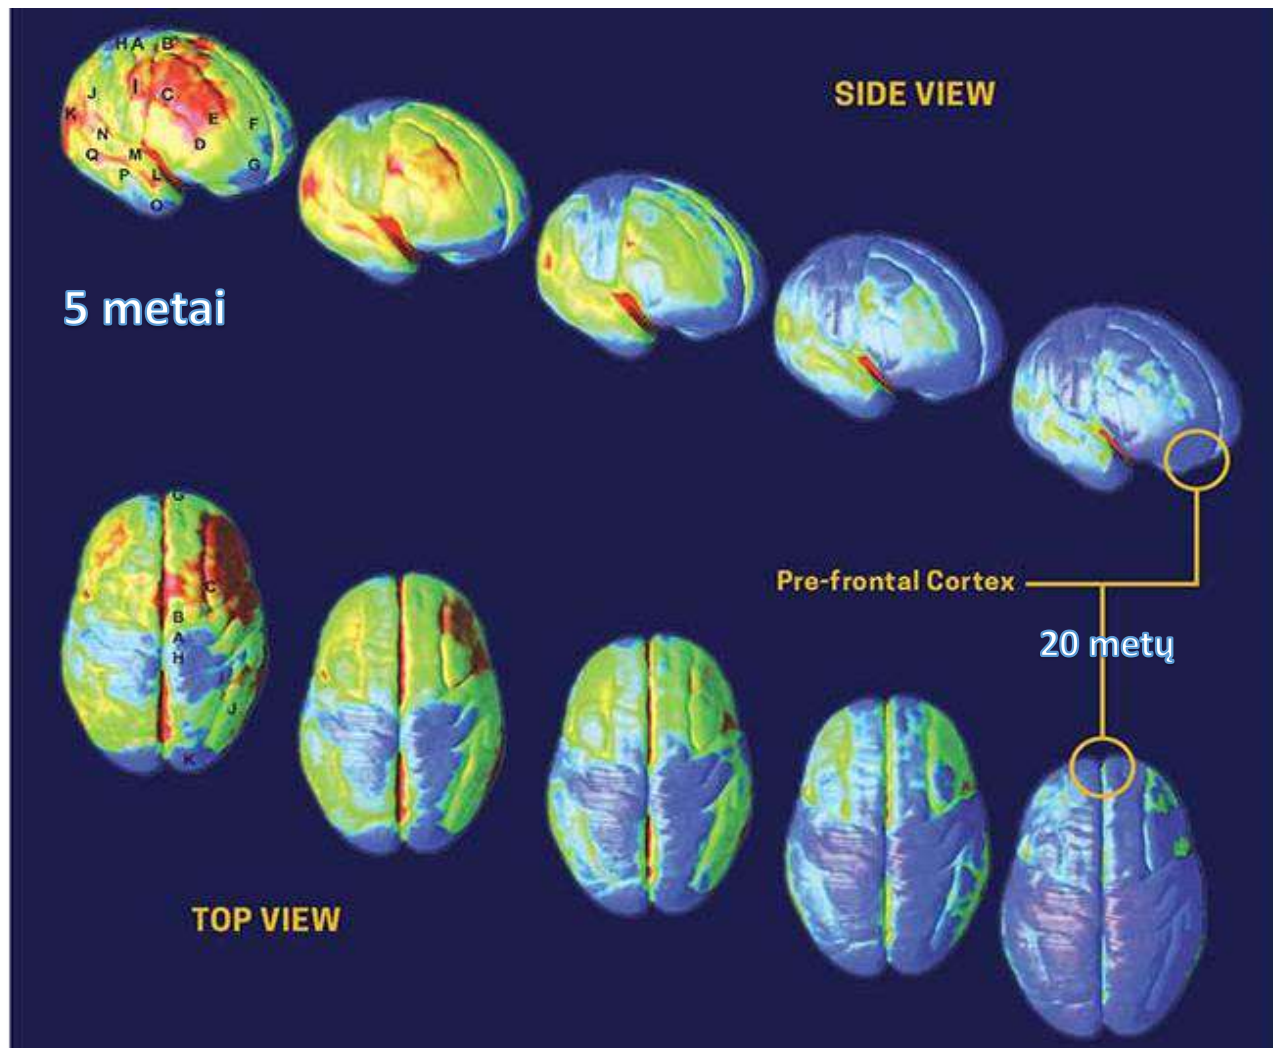 H A B
SIDE VIEW
J I C
K E F
N D
Q M G
P L
O
5 metai
G
Pre-frontal Cortex
C
B
A
H
20 metų
J
K
TOP VIEW